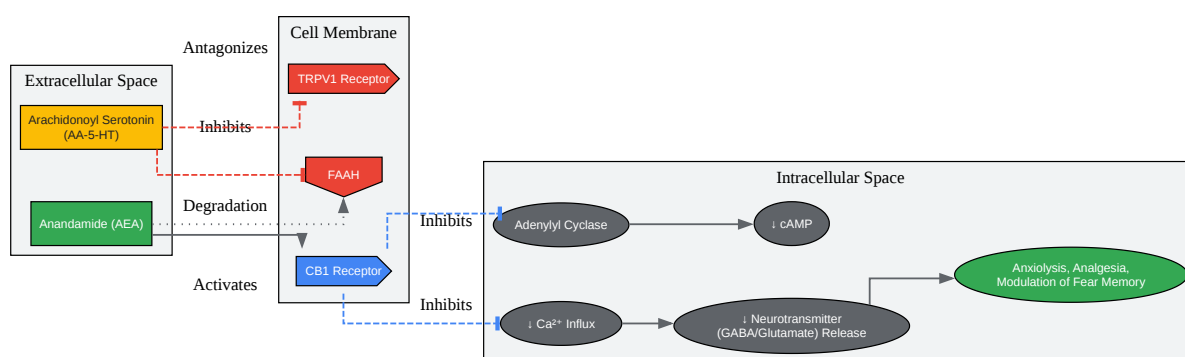 Cell Membrane
Antagonizes
TRPV1 Receptor
Extracellular Space
Arachidonoyl Serotonin
(AA-5-HT)
Inhibits
FAAH
Intracellular Space
Degradation
Anandamide (AEA)
Inhibits
Adenylyl Cyclase
↓ cAMP
CB1 Receptor
Activates
Anxiolysis, Analgesia,
Modulation of Fear Memory
Inhibits
↓ Ca²⁺ Influx
↓ Neurotransmitter
(GABA/Glutamate) Release